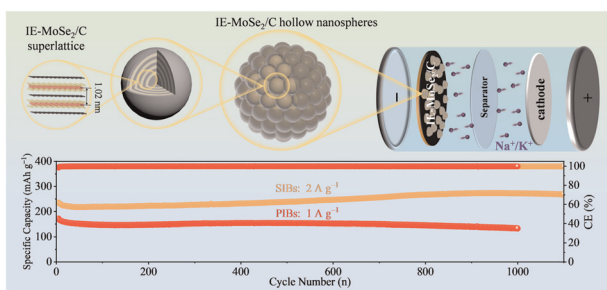 IE-MoSe₂/C
superlattice
1.02 nm
IE-MoSe₂/C hollow nanospheres
−
IE-MoSe₂/C
Separator
cathode
+
Na⁺/K⁺
Specific Capacity (mAh g⁻¹)
400
300
200
100
0
SIBs: 2 A g⁻¹
PIBs: 1 A g⁻¹
100
80
60
40
20
0
CE (%)
0 200 400 600 800 1000
Cycle Number (n)